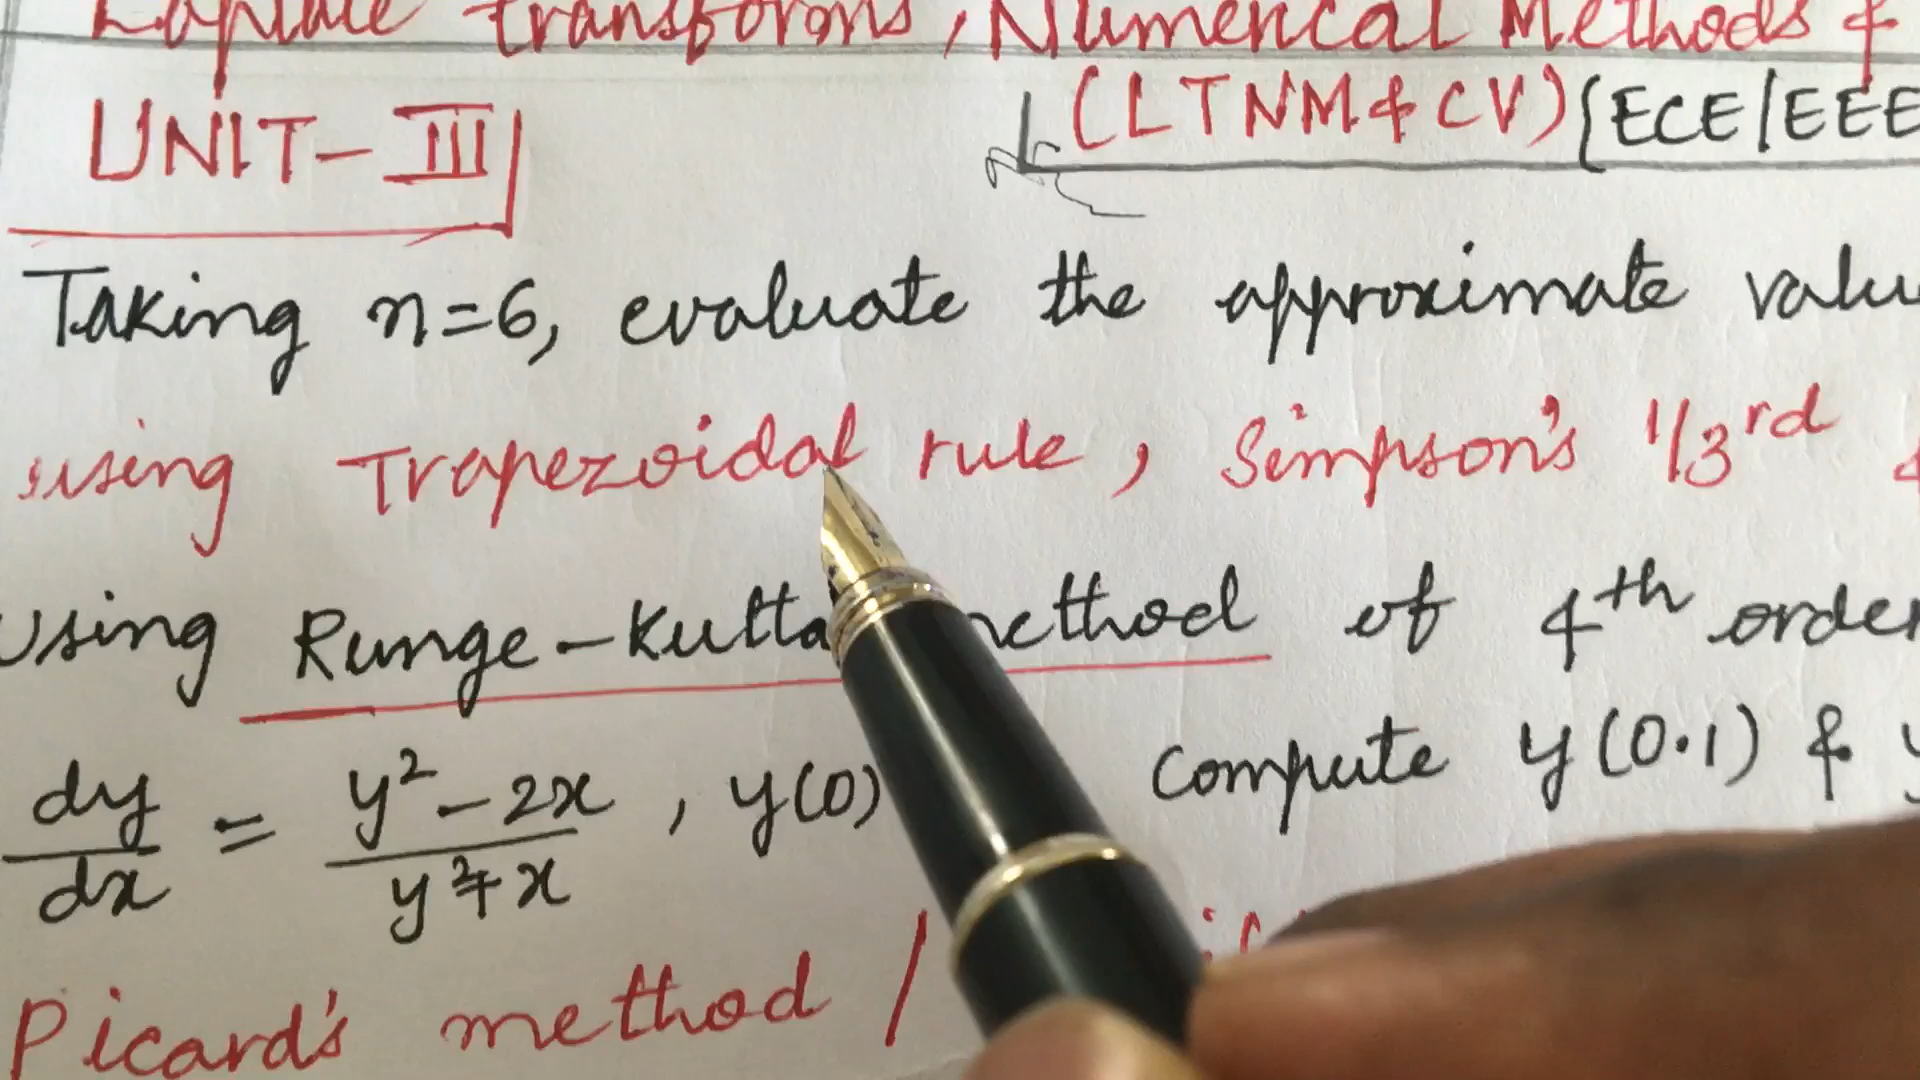 Laplace transforms, Numerical Methods &
UNIT-III
(LTNM&CV) {ECE/EEE
Taking n=6, evaluate the approximate valu
using Trapezoidal rule, Simpson's 1/3rd &
Using Runge-Kutta method of 4th order
dy/dx = y²-2x / y²+x , y(0) Compute y(0.1) & y
Picard's method /